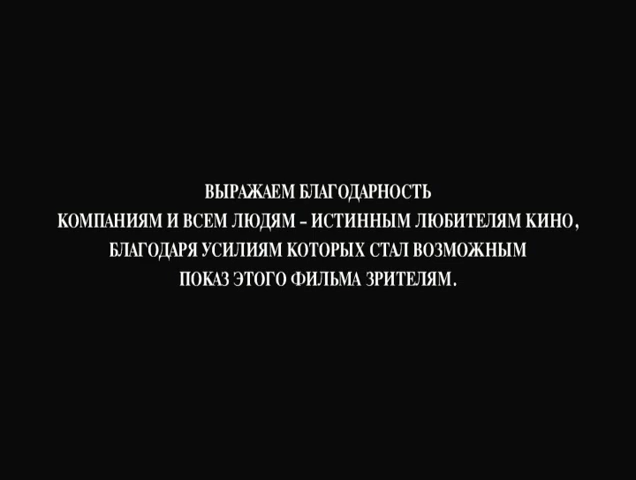 ВЫРАЖАЕМ БЛАГОДАРНОСТЬ
КОМПАНИЯМ И ВСЕМ ЛЮДЯМ – ИСТИННЫМ ЛЮБИТЕЛЯМ КИНО,
БЛАГОДАРЯ УСИЛИЯМ КОТОРЫХ СТАЛ ВОЗМОЖНЫМ
ПОКАЗ ЭТОГО ФИЛЬМА ЗРИТЕЛЯМ.